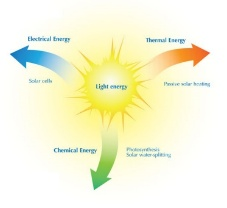 Electrical Energy
Thermal Energy
Solar cells
Passive solar heating
Light energy
Chemical Energy
Photosynthesis
Solar water-splitting